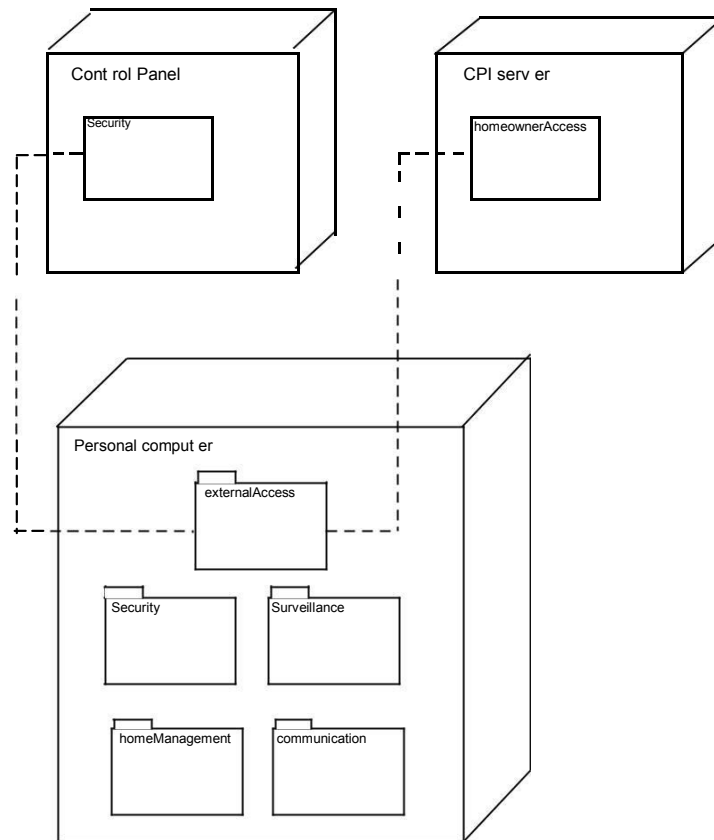 Cont rol Panel
CPI serv er
Security
homeownerAccess
Personal comput er
externalAccess
Security
Surveillance
homeManagement
communication